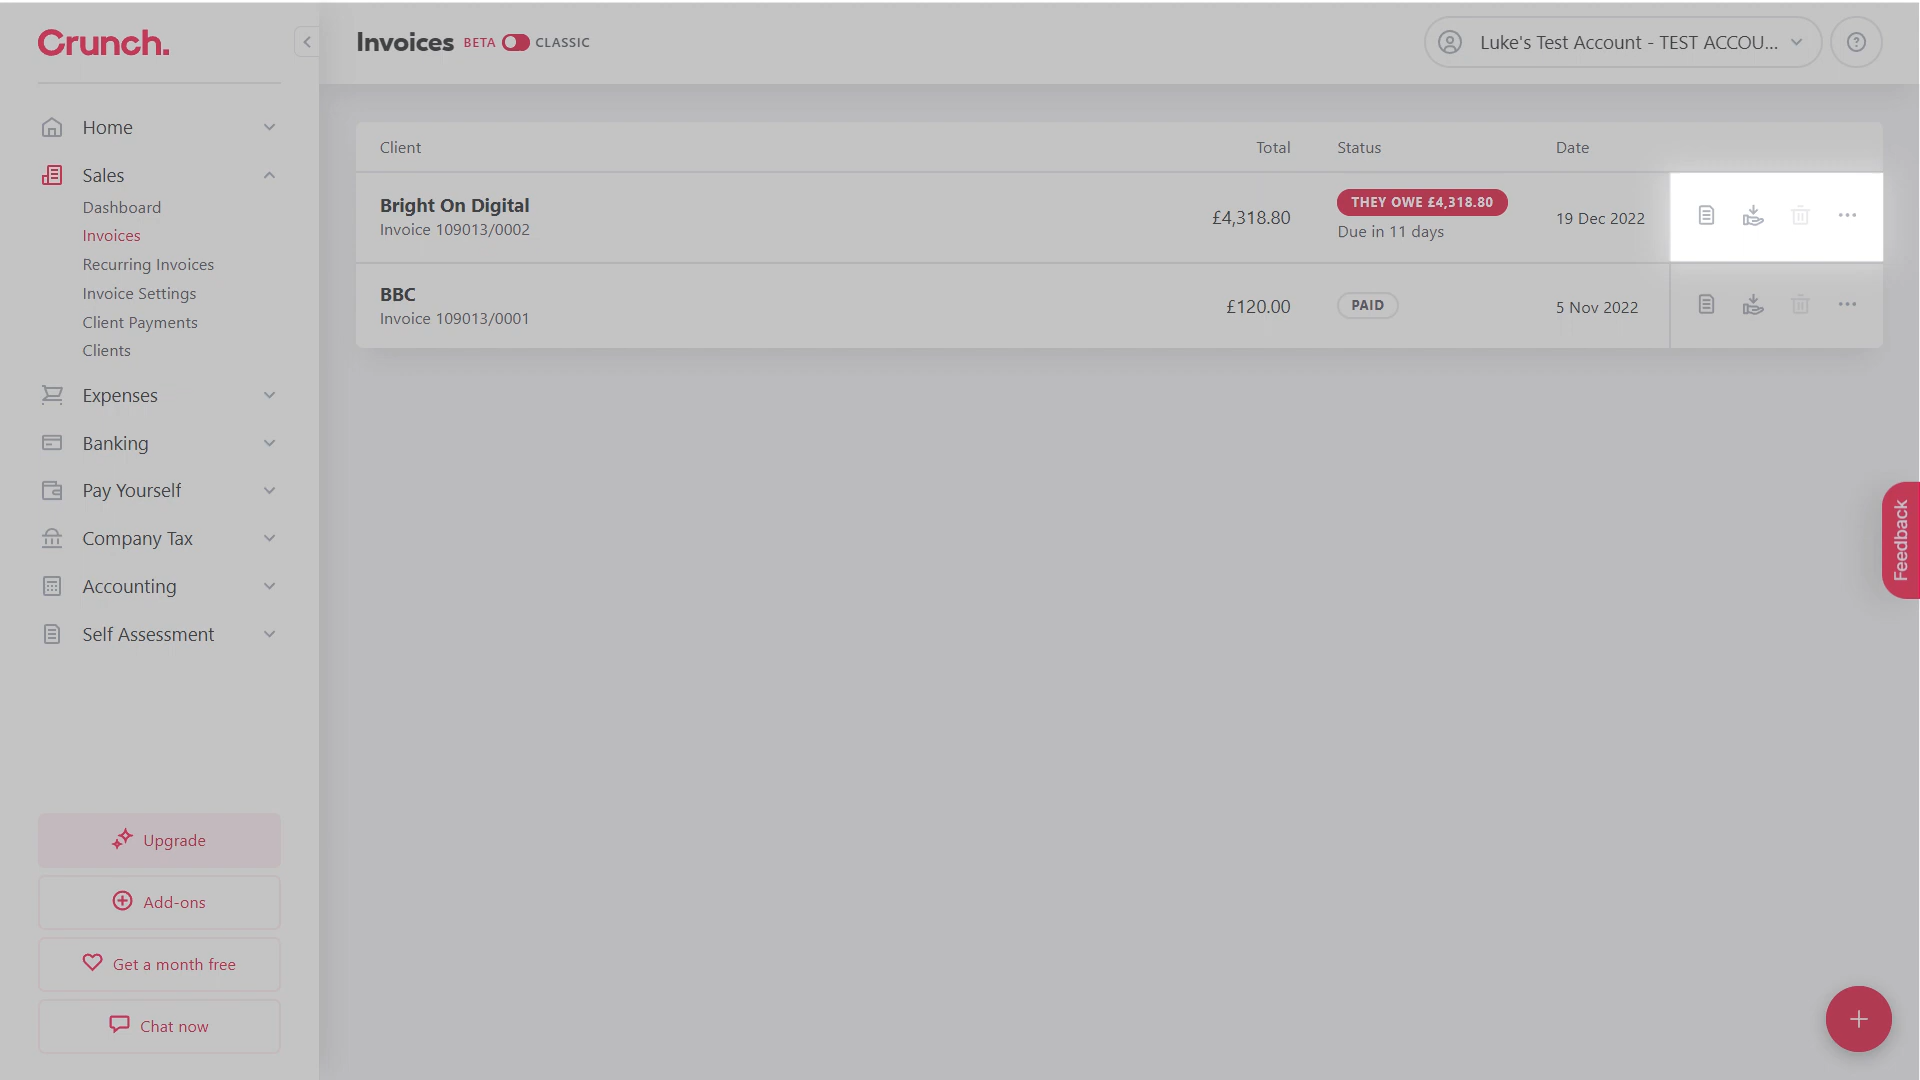 Crunch.
Invoices BETA CLASSIC
Luke's Test Account - TEST ACCOU...
Home
Sales
Dashboard
Invoices
Recurring Invoices
Invoice Settings
Client Payments
Clients
Expenses
Banking
Pay Yourself
Company Tax
Accounting
Self Assessment
Upgrade
Add-ons
Get a month free
Chat now
Client Total Status Date
Bright On Digital
Invoice 109013/0002
£4,318.80
THEY OWE £4,318.80
Due in 11 days
19 Dec 2022
BBC
Invoice 109013/0001
£120.00
PAID
5 Nov 2022
Feedback